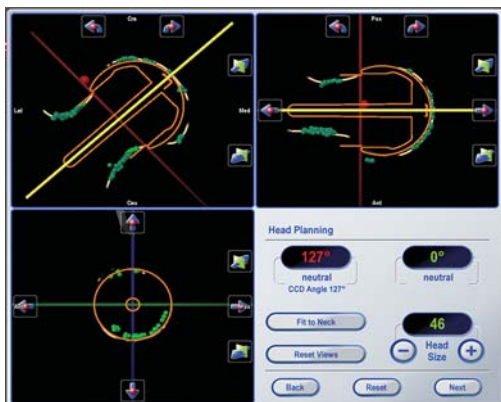 Cra
Pos
Lat
Med
Cau
Ant
Head Planning
127°
0°
neutral
neutral
CCD Angle 127°
Fit to Neck
46
Reset Views
Head
Size
Back
Reset
Next